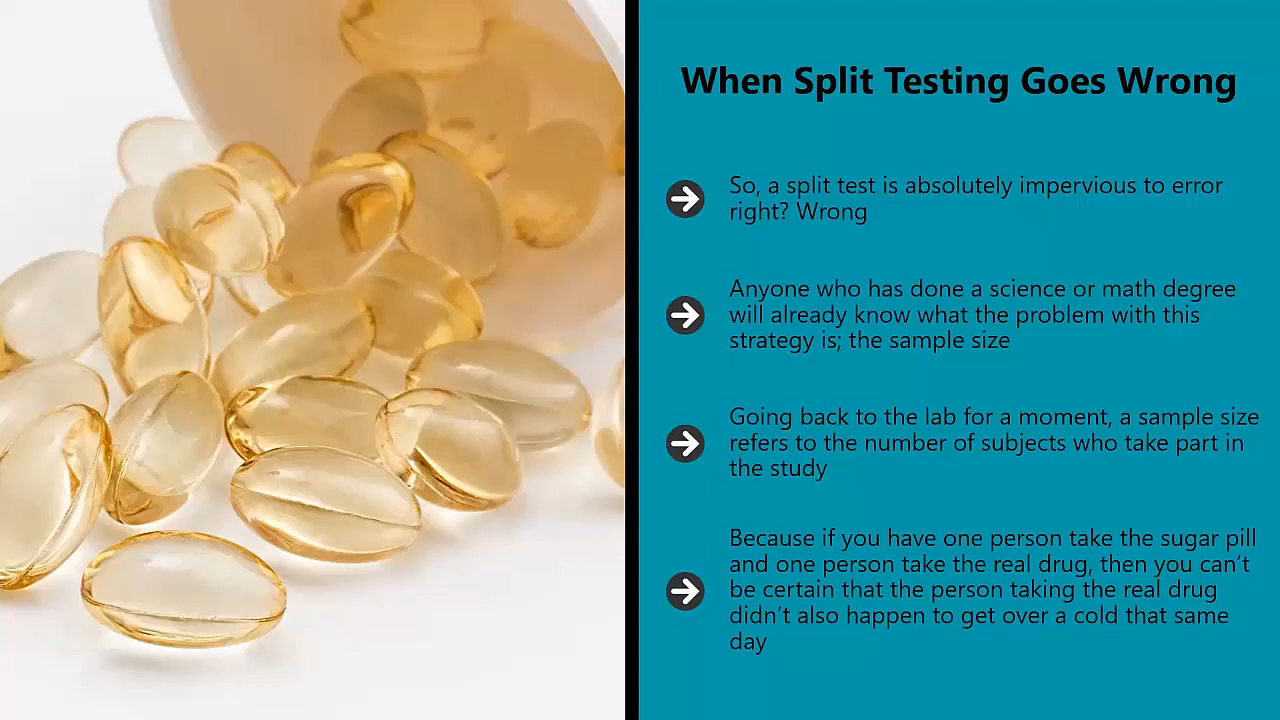 When Split Testing Goes Wrong
So, a split test is absolutely impervious to error
right? Wrong
Anyone who has done a science or math degree
will already know what the problem with this
strategy is; the sample size
Going back to the lab for a moment, a sample size
refers to the number of subjects who take part in
the study
Because if you have one person take the sugar pill
and one person take the real drug, then you can’t
be certain that the person taking the real drug
didn’t also happen to get over a cold that same
day